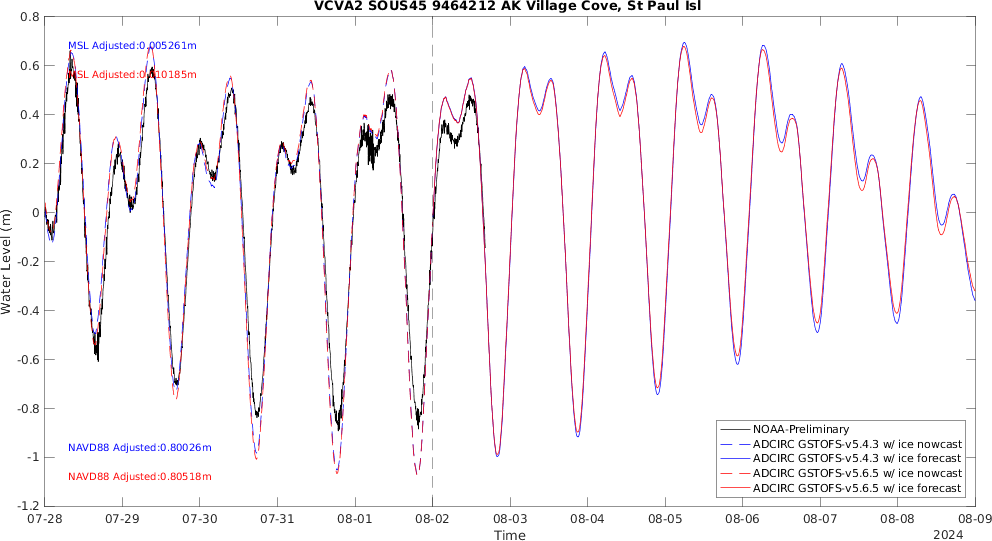 VCVA2 SOUS45 9464212 AK Village Cove, St Paul Isl
0.8
0.6
0.4
0.2
0
-0.2
-0.4
-0.6
-0.8
-1
-1.2
Water Level (m)
MSL Adjusted:0.005261m
MSL Adjusted:0.010185m
NAVD88 Adjusted:0.80026m
NAVD88 Adjusted:0.80518m
NOAA-Preliminary
ADCIRC GSTOFS-v5.4.3 w/ ice nowcast
ADCIRC GSTOFS-v5.4.3 w/ ice forecast
ADCIRC GSTOFS-v5.6.5 w/ ice nowcast
ADCIRC GSTOFS-v5.6.5 w/ ice forecast
07-28 07-29 07-30 07-31 08-01 08-02 08-03 08-04 08-05 08-06 08-07 08-08 08-09
Time
2024